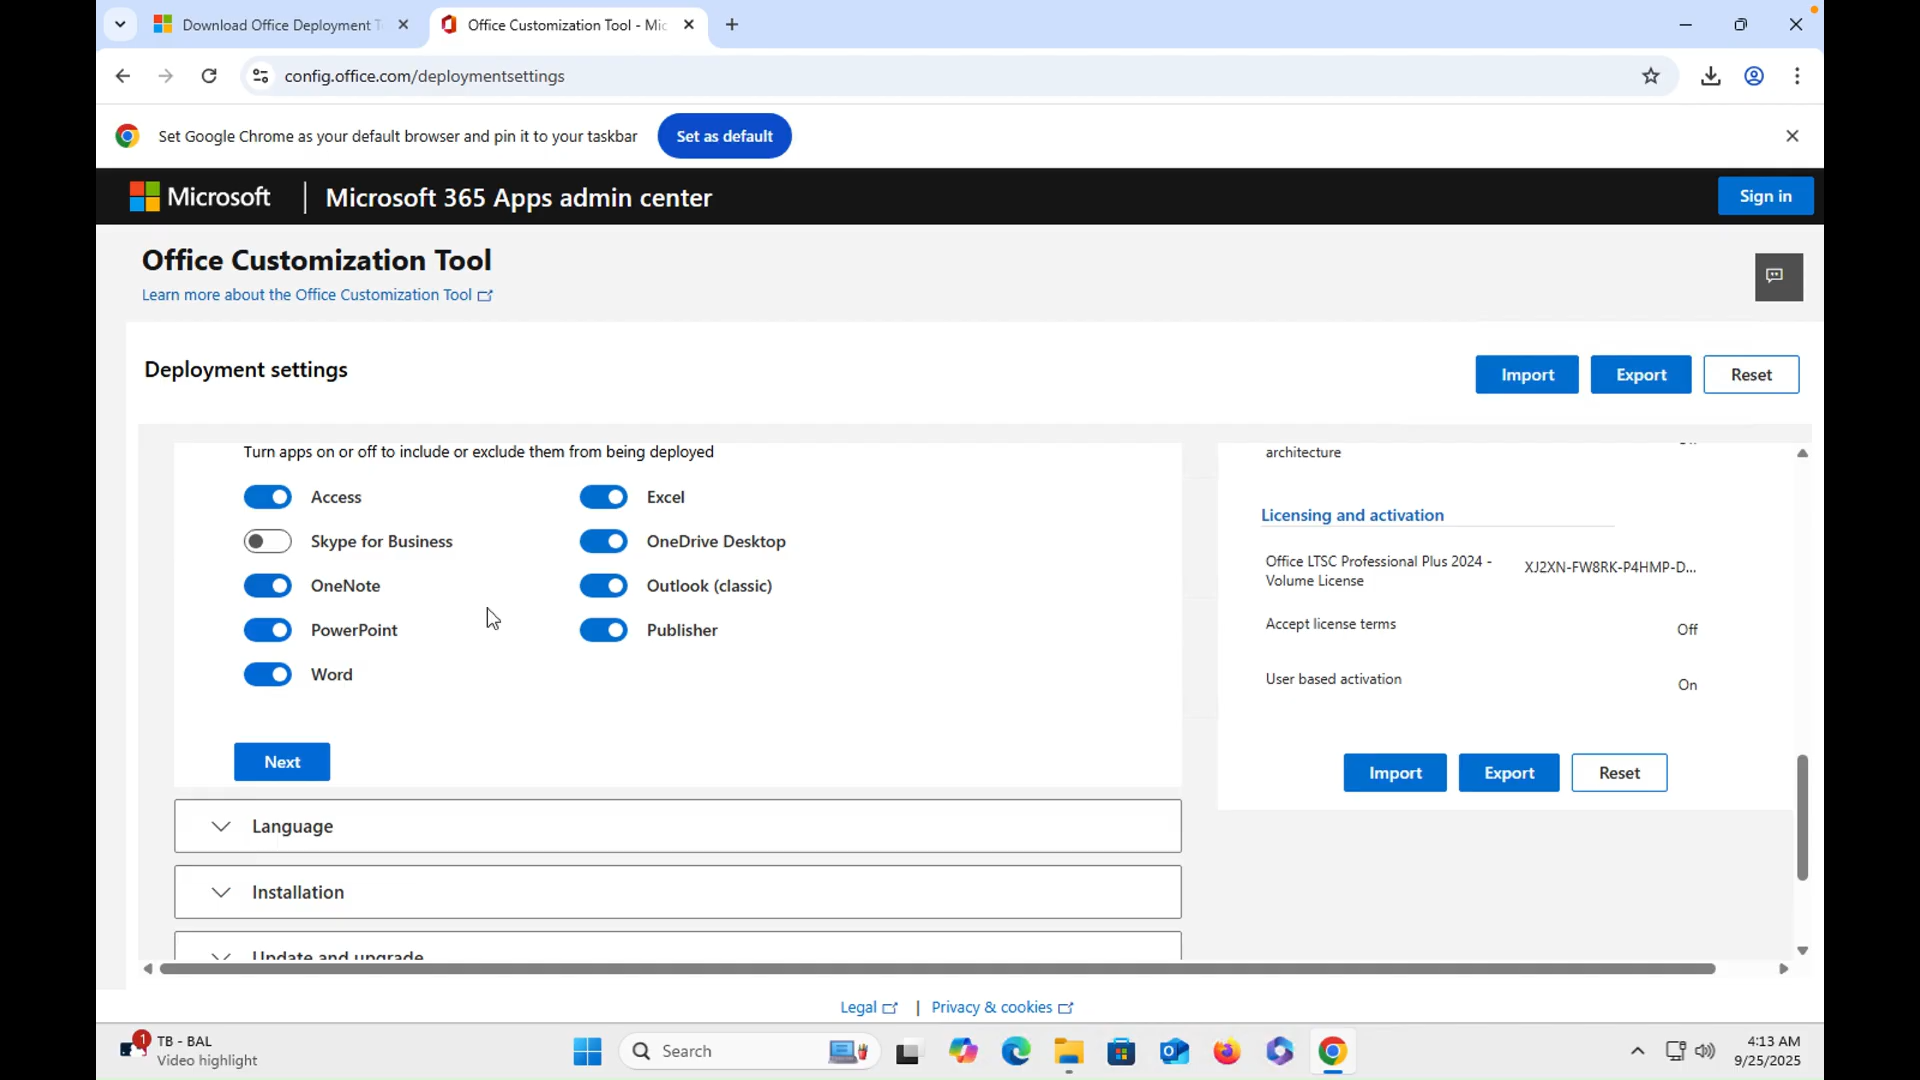 Download Office Deployment T
Office Customization Tool - Mic
config.office.com/deploymentsettings
Set Google Chrome as your default browser and pin it to your taskbar
Set as default
Microsoft
Microsoft 365 Apps admin center
Sign in
Office Customization Tool
Learn more about the Office Customization Tool
Deployment settings
Import
Export
Reset
Turn apps on or off to include or exclude them from being deployed
Access
Excel
Skype for Business
OneDrive Desktop
OneNote
Outlook (classic)
PowerPoint
Publisher
Word
Next
Language
Installation
Update and upgrade
architecture
Licensing and activation
Office LTSC Professional Plus 2024 -
Volume License
XJ2XN-FW8RK-P4HMP-D...
Accept license terms
Off
User based activation
On
Import
Export
Reset
Legal
|
Privacy & cookies
1
TB - BAL
Video highlight
Search
4:13 AM
9/25/2025